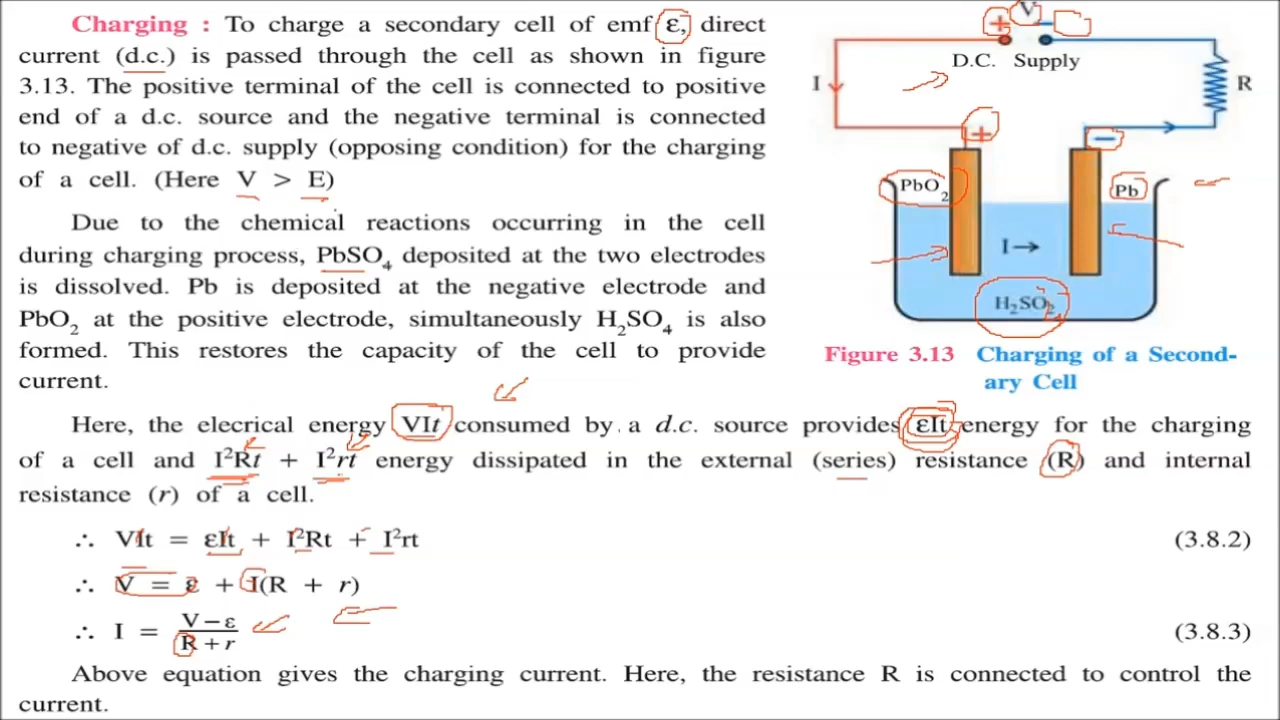 Charging : To charge a secondary cell of emf ε, direct
current (d.c.) is passed through the cell as shown in figure
3.13. The positive terminal of the cell is connected to positive
end of a d.c. source and the negative terminal is connected
to negative of d.c. supply (opposing condition) for the charging
of a cell. (Here V > E)
Due to the chemical reactions occurring in the cell
during charging process, PbSO₄ deposited at the two electrodes
is dissolved. Pb is deposited at the negative electrode and
PbO₂ at the positive electrode, simultaneously H₂SO₄ is also
formed. This restores the capacity of the cell to provide
current.
+ V −
D.C. Supply
I
R
+
−
PbO₂
Pb
I→
H₂SO₄
Figure 3.13 Charging of a Second-
ary Cell
Here, the elecrical energy VIt consumed by a d.c. source provides εIt energy for the charging
of a cell and I²Rt + I²rt energy dissipated in the external (series) resistance (R) and internal
resistance (r) of a cell.
∴ VIt = εIt + I²Rt + I²rt (3.8.2)
∴ V = ε + I(R + r)
∴ I = V−ε / R + r (3.8.3)
Above equation gives the charging current. Here, the resistance R is connected to control the
current.